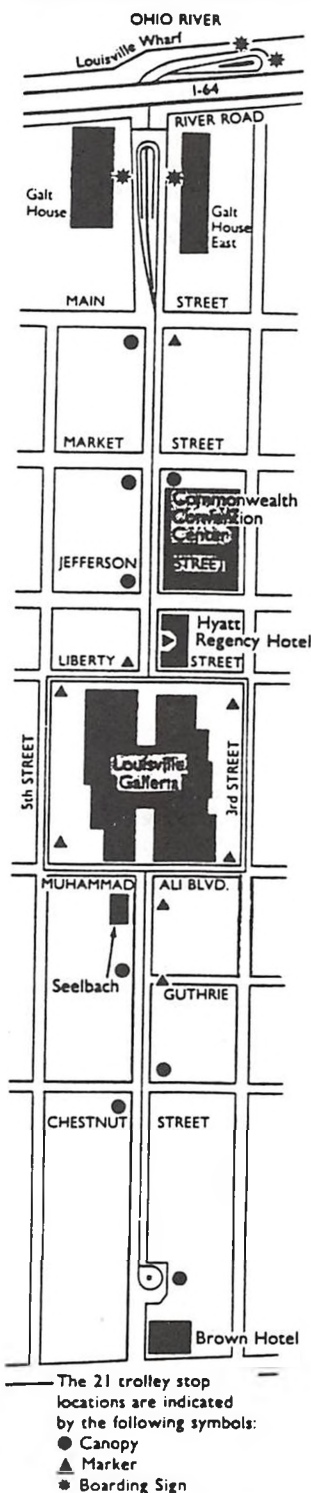 OHIO RIVER
Louisville Wharf
I-64
RIVER ROAD
Galt
House
Galt
House
East
MAIN STREET
MARKET STREET
Commonwealth
Convention
Center
JEFFERSON STREET
Hyatt
Regency Hotel
LIBERTY STREET
5th STREET
Louisville
Galleria
3rd STREET
MUHAMMAD ALI BLVD.
Seelbach
GUTHRIE
CHESTNUT STREET
Brown Hotel
The 21 trolley stop
locations are indicated
by the following symbols:
Canopy
Marker
Boarding Sign